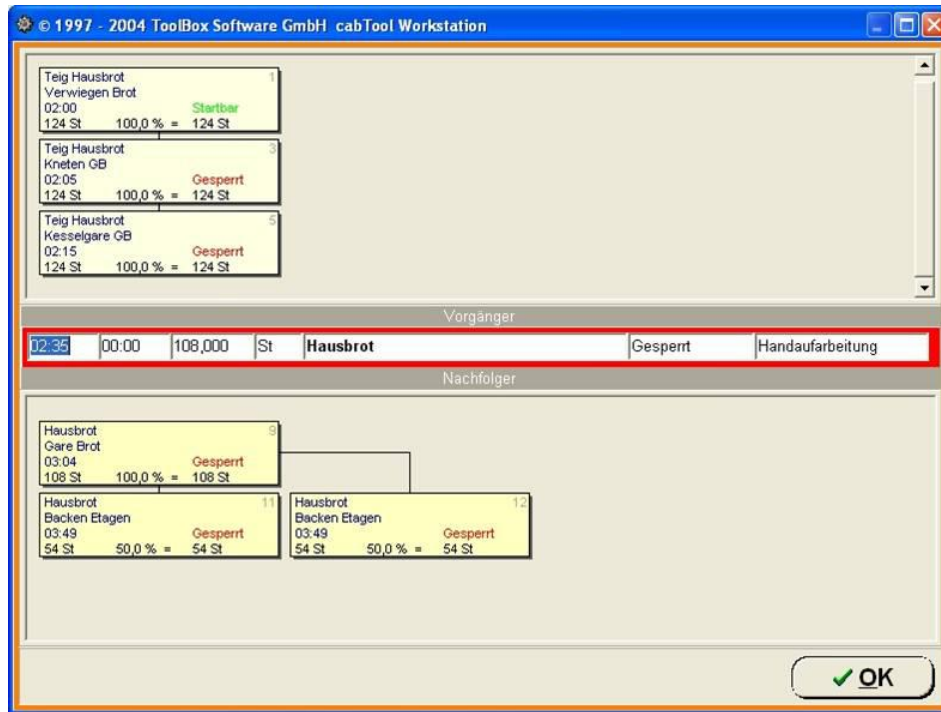 © 1997 - 2004 ToolBox Software GmbH cabTool Workstation
Teig Hausbrot 1
Verwiegen Brot
02:00 Startbar
124 St 100,0 % = 124 St
Teig Hausbrot 3
Kneten GB
02:05 Gesperrt
124 St 100,0 % = 124 St
Teig Hausbrot 5
Kesselgare GB
02:15 Gesperrt
124 St 100,0 % = 124 St
Vorgänger
02:35 00:00 108,000 St Hausbrot Gesperrt Handaufarbeitung
Nachfolger
Hausbrot 9
Gare Brot
03:04 Gesperrt
108 St 100,0 % = 108 St
Hausbrot 11
Backen Etagen
03:49 Gesperrt
54 St 50,0 % = 54 St
Hausbrot 12
Backen Etagen
03:49 Gesperrt
54 St 50,0 % = 54 St
OK